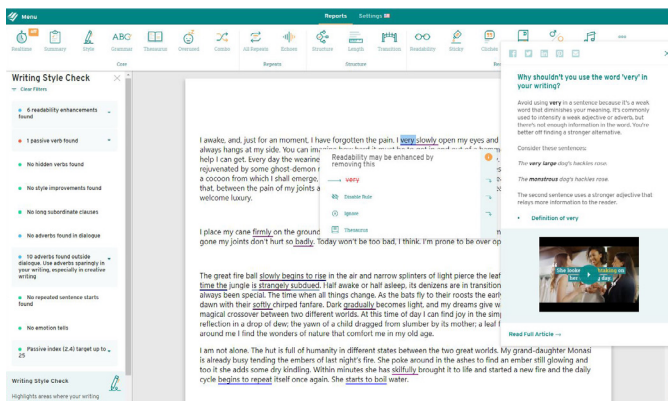 Menu
Reports Settings
Realtime Summary Style Grammar Thesaurus Overused Combo All Repeats Echoes Structure Length Transition Readability Sticky Clichés
Core Repeats Structure
Writing Style Check
Clear Filters
6 readability enhancements found
1 passive verb found
No hidden verbs found
No style improvements found
No long subordinate clauses
No adverbs found in dialogue
10 adverbs found outside
dialogue. Use adverbs sparingly in
your writing, especially in creative
writing
No repeated sentence starts
found
No emotion tells
Passive index (2.4) target up to
25
Writing Style Check
Highlights areas where your writing
I awake, and, just for an moment, I have forgotten the pain. I very slowly open my eyes and
always hangs at my side. You can
help I can get. Every day the wearine
rejuvenated by some ghost-demon
a cocoon from which I shall emerge,
that, between the pain of my joints a
welcome luxury.
Readability may be enhanced by
removing this
very
Disable Rule
Ignore
Thesaurus
I place my cane firmly on the ground
gone my joints don't hurt so badly. Today won't be too bad, I think. I'm prone to be over op
The great fire ball slowly begins to rise in the air and narrow splinters of light pierce the leaf
time the jungle is strangely subdued. Half awake or half asleep, its denizens are in transition
always been special. The time when all things change. As the bats fly to their roosts the early
dawn with their softly chirped fanfare. Dark gradually becomes light, and my dreams give w
magical crossover between two different worlds. At this time of day I can find joy in the simp
reflection in a drop of dew; the yawn of a child dragged from slumber by its mother; a leaf f
around me I find the wonders of nature that comfort me in my old age.
I am not alone. The hut is full of humanity in different states between the two great worlds. My grand-daughter Monasi
is already busy tending the embers of last night's fire. She poke around in the ashes to find an ember still glowing and
too it she adds some dry kindling. Within minutes she has skilfully brought it to life and started a new fire and the daily
cycle begins to repeat itself once again. She starts to boil water.
Why shouldn't you use the word 'very' in
your writing?
Avoid using very in a sentence because it's a weak
word that diminishes your meaning. It's commonly
used to intensify a weak adjective or adverb, but
there's not enough information in the word. You're
better off finding a stronger alternative.
Consider these sentences:
The very large dog's hackles rose.
The monstrous dog's hackles rose.
The second sentence uses a stronger adjective that
relays more information to the reader.
Definition of very
She looked braking on
her day
Read Full Article